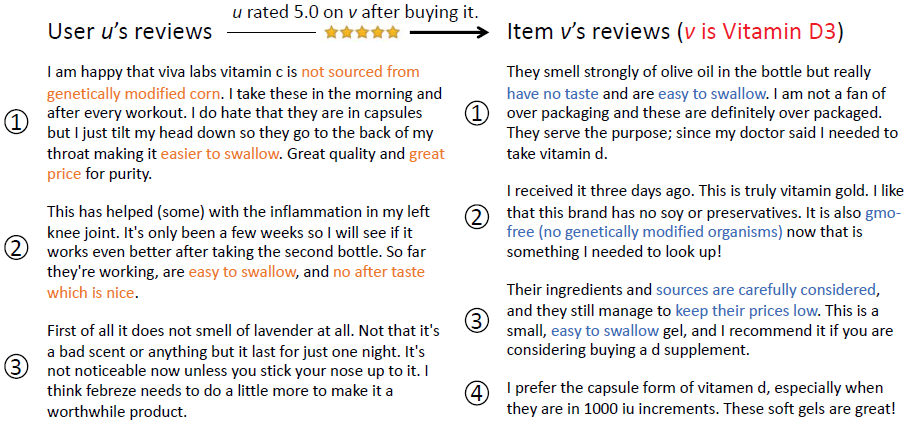 u rated 5.0 on v after buying it.
User u's reviews
Item v's reviews (v is Vitamin D3)
①
I am happy that viva labs vitamin c is not sourced from
genetically modified corn. I take these in the morning and
after every workout. I do hate that they are in capsules
but I just tilt my head down so they go to the back of my
throat making it easier to swallow. Great quality and great
price for purity.
②
This has helped (some) with the inflammation in my left
knee joint. It's only been a few weeks so I will see if it
works even better after taking the second bottle. So far
they're working, are easy to swallow, and no after taste
which is nice.
③
First of all it does not smell of lavender at all. Not that it's
a bad scent or anything but it last for just one night. It's
not noticeable now unless you stick your nose up to it. I
think febreze needs to do a little more to make it a
worthwhile product.
①
They smell strongly of olive oil in the bottle but really
have no taste and are easy to swallow. I am not a fan of
over packaging and these are definitely over packaged.
They serve the purpose; since my doctor said I needed to
take vitamin d.
②
I received it three days ago. This is truly vitamin gold. I like
that this brand has no soy or preservatives. It is also gmo-
free (no genetically modified organisms) now that is
something I needed to look up!
③
Their ingredients and sources are carefully considered,
and they still manage to keep their prices low. This is a
small, easy to swallow gel, and I recommend it if you are
considering buying a d supplement.
④
I prefer the capsule form of vitamen d, especially when
they are in 1000 iu increments. These soft gels are great!